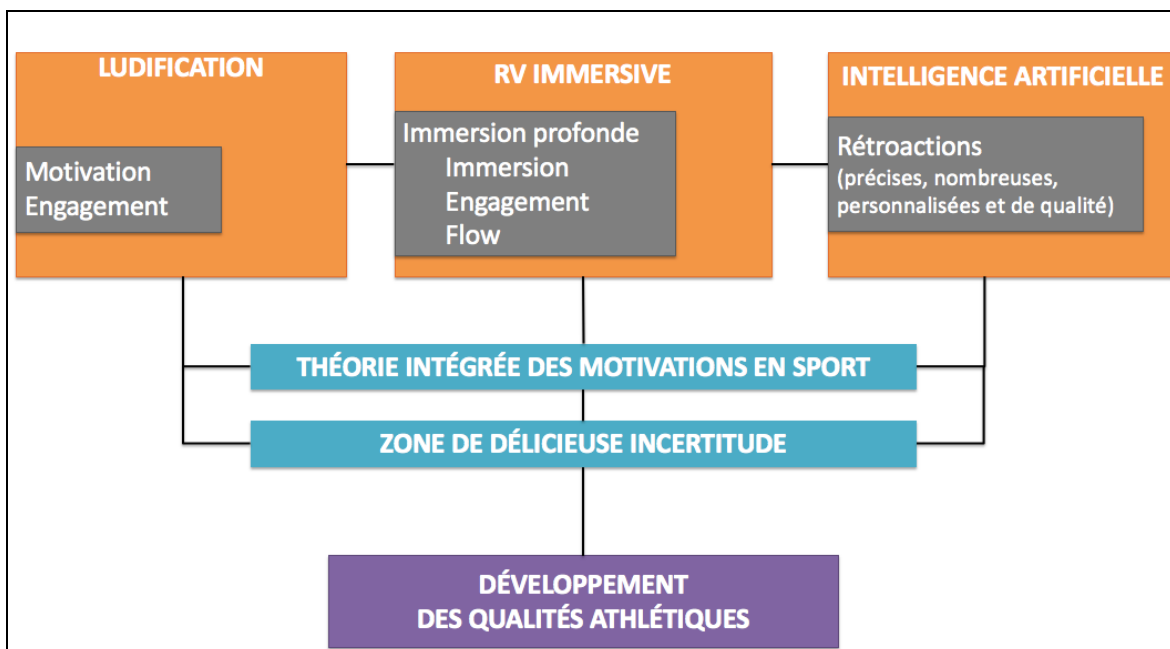 LUDIFICATION
Motivation
Engagement
RV IMMERSIVE
Immersion profonde
Immersion
Engagement
Flow
INTELLIGENCE ARTIFICIELLE
Rétroactions
(précises, nombreuses,
personnalisées et de qualité)
THÉORIE INTÉGRÉE DES MOTIVATIONS EN SPORT
ZONE DE DÉLICIEUSE INCERTITUDE
DÉVELOPPEMENT
DES QUALITÉS ATHLÉTIQUES